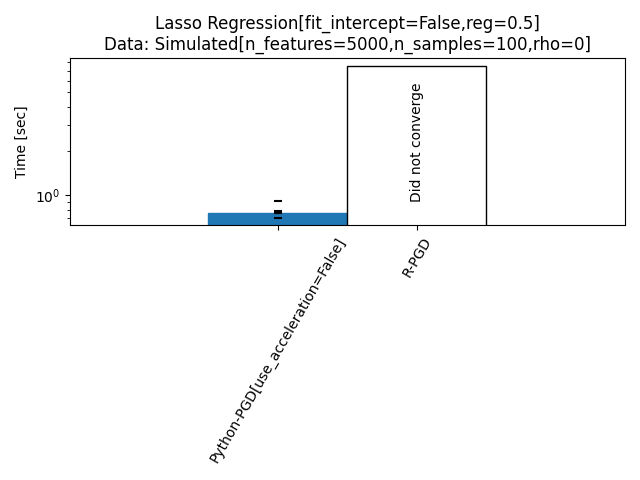 Lasso Regression[fit_intercept=False,reg=0.5]
Data: Simulated[n_features=5000,n_samples=100,rho=0]
Time [sec]
10^0
Did not converge
Python-PGD[use_acceleration=False]
R-PGD